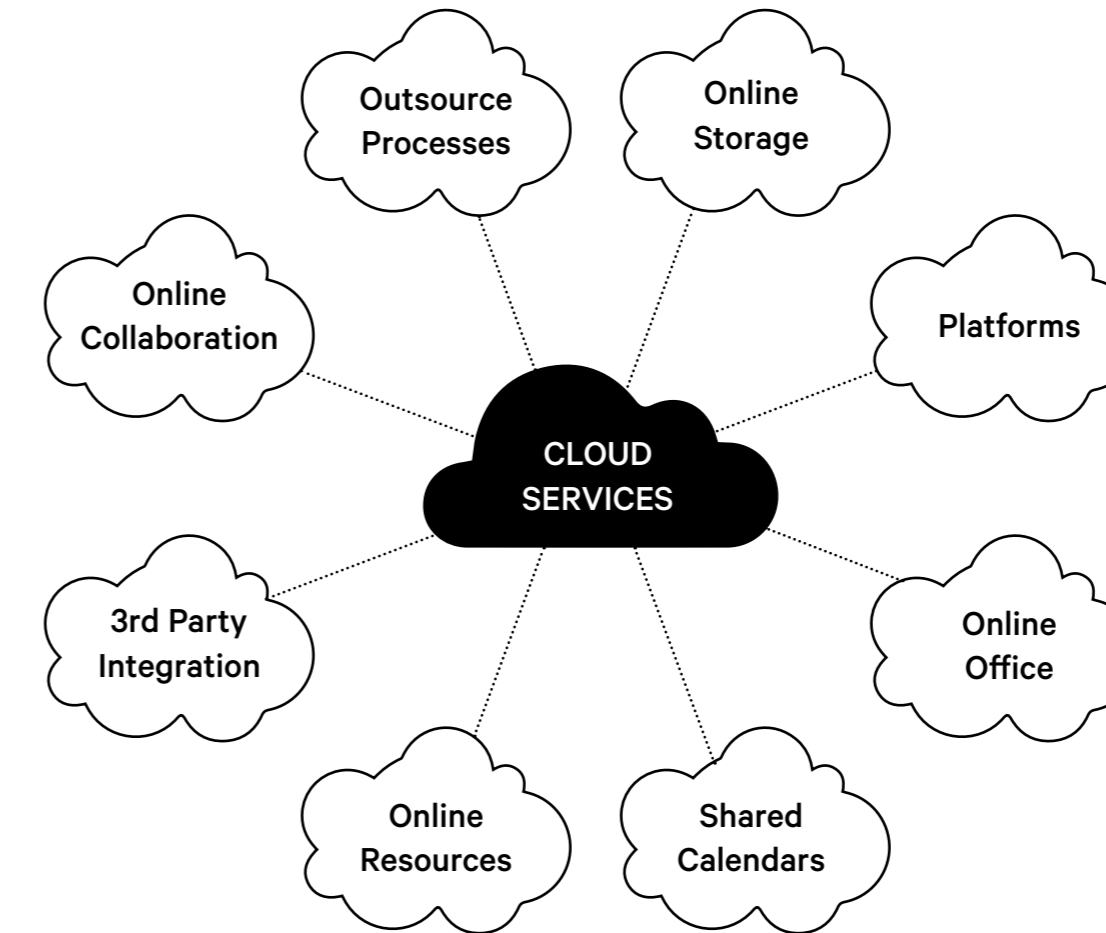 Outsource
Processes
Online
Storage
Online
Collaboration
Platforms
CLOUD
SERVICES
3rd Party
Integration
Online
Office
Online
Resources
Shared
Calendars